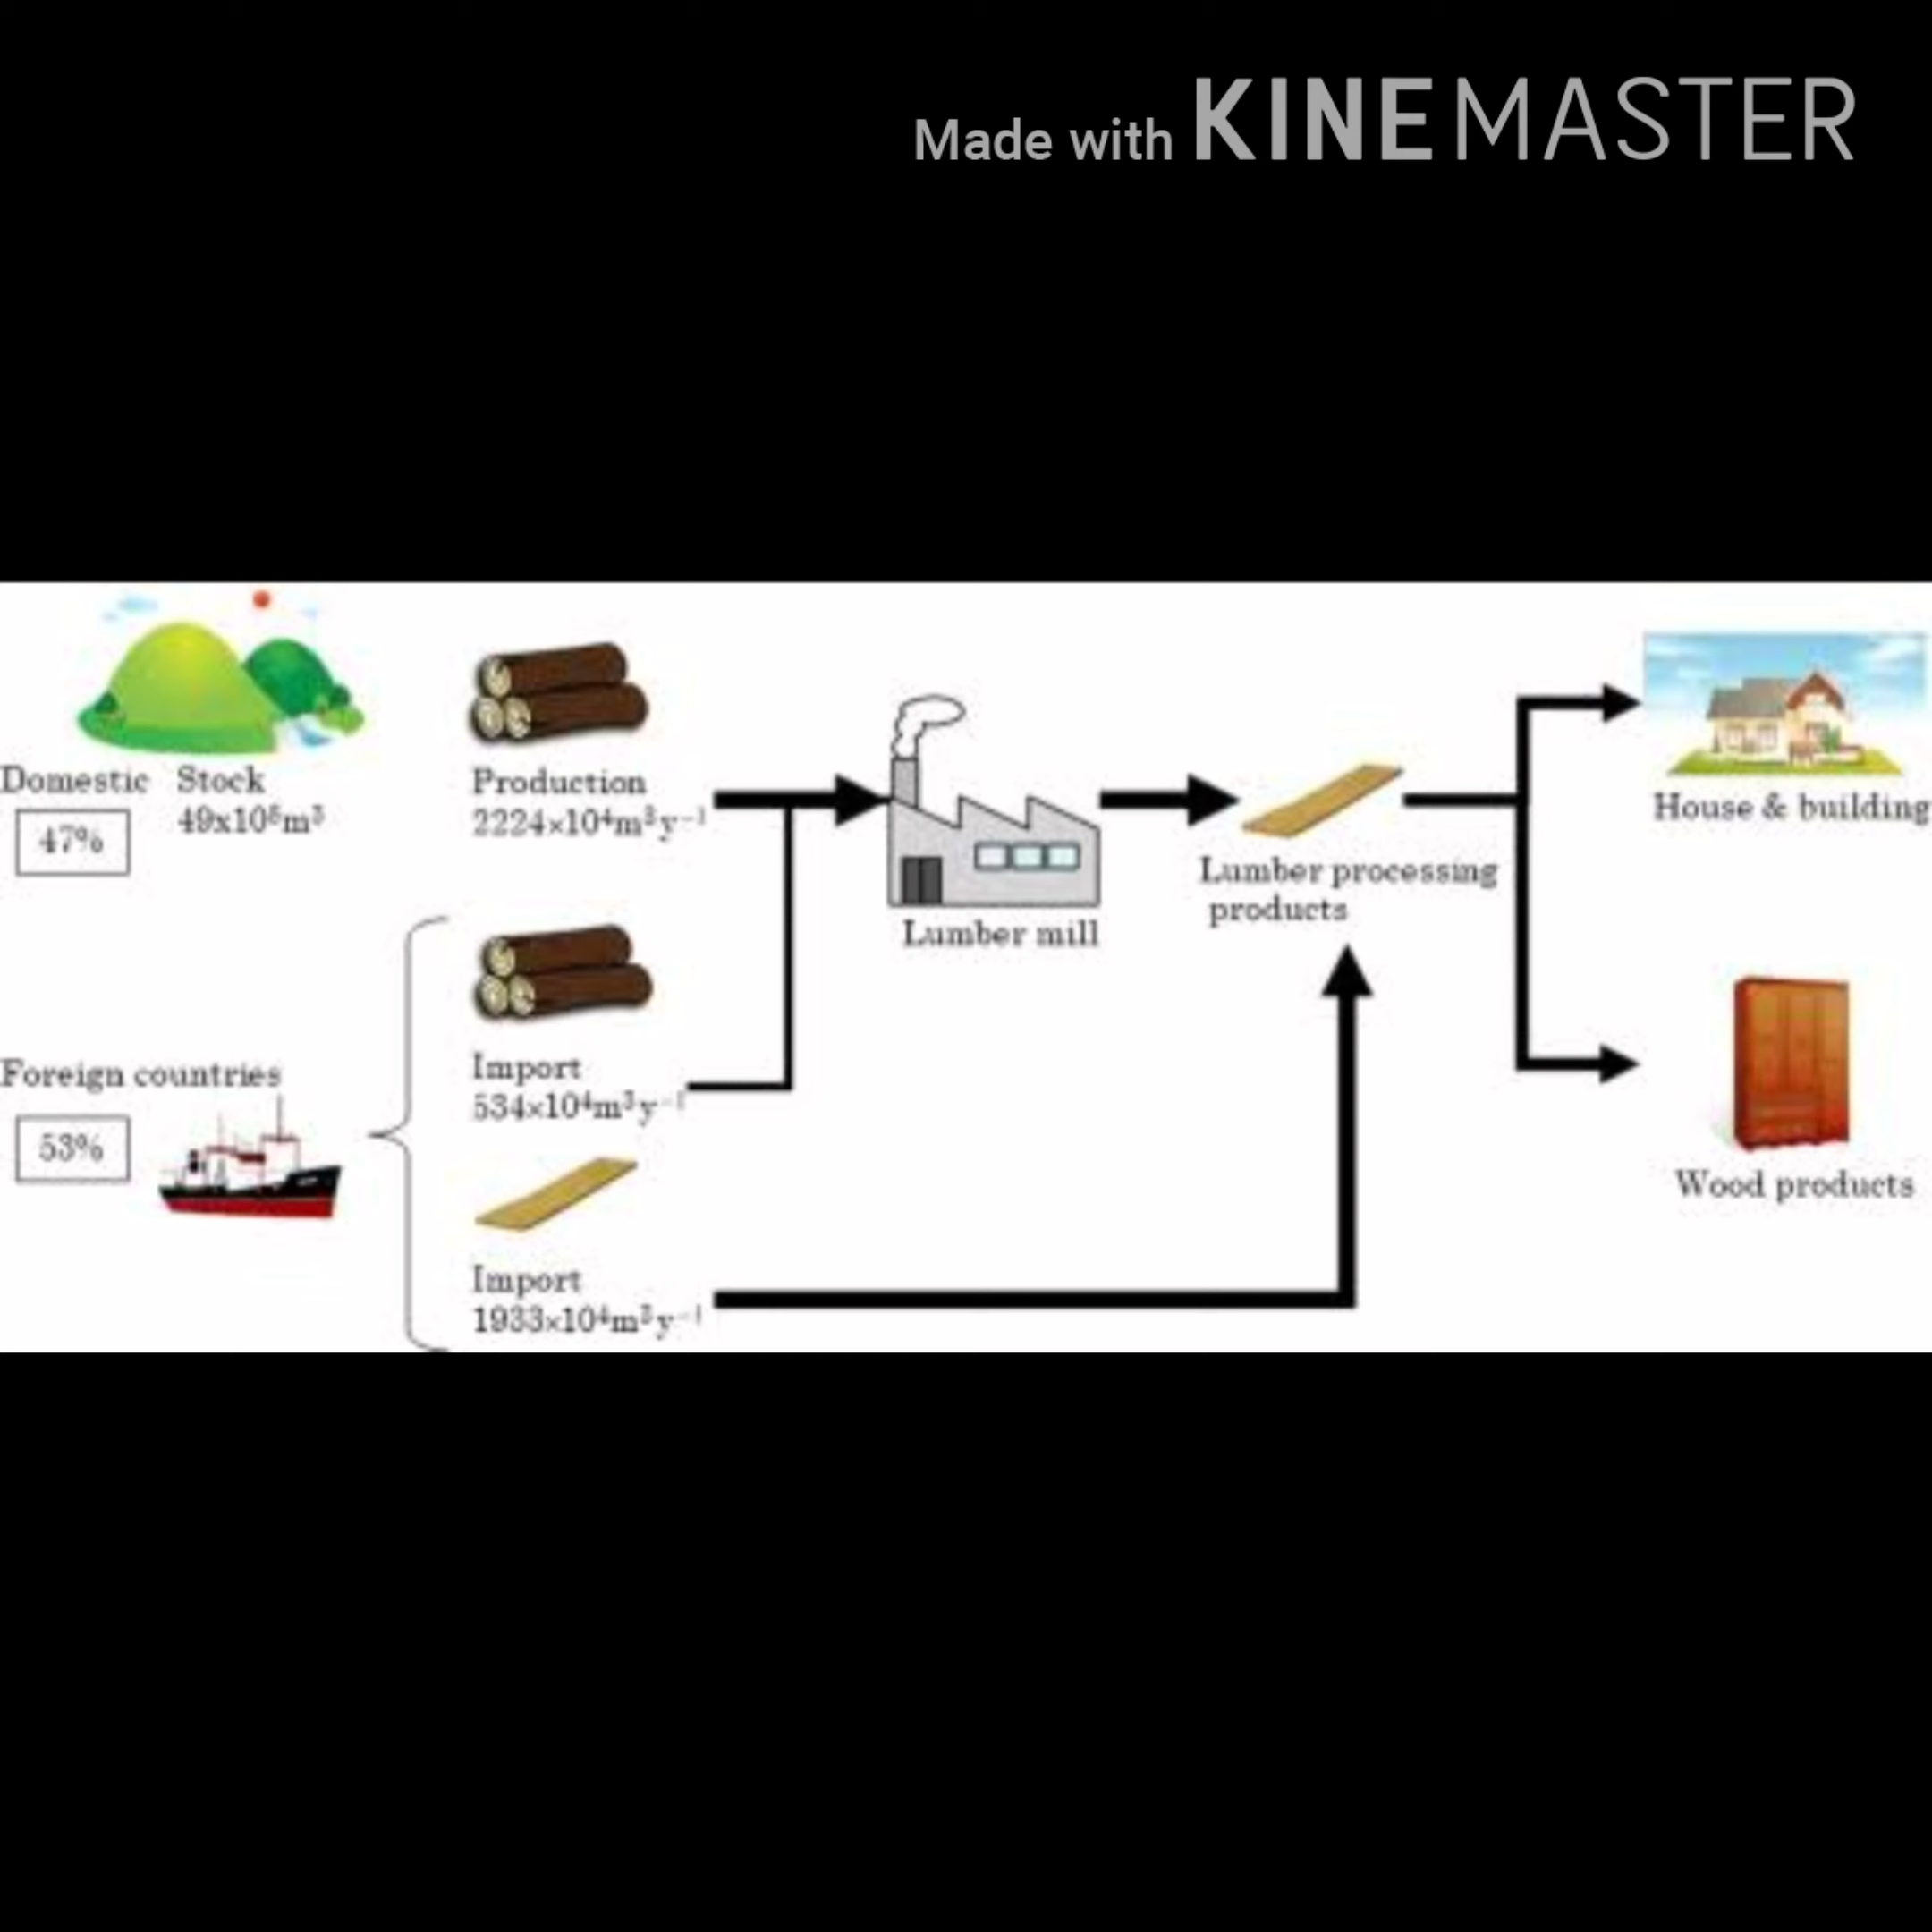 Made with KINEMASTER
Domestic
47%
Stock
Production
2224×10⁴m³y⁻¹
Lumber mill
Lumber processing
products
House & building
Foreign countries
53%
Import
534×10⁴m³y⁻¹
Import
1933×10⁴m³y⁻¹
Wood products